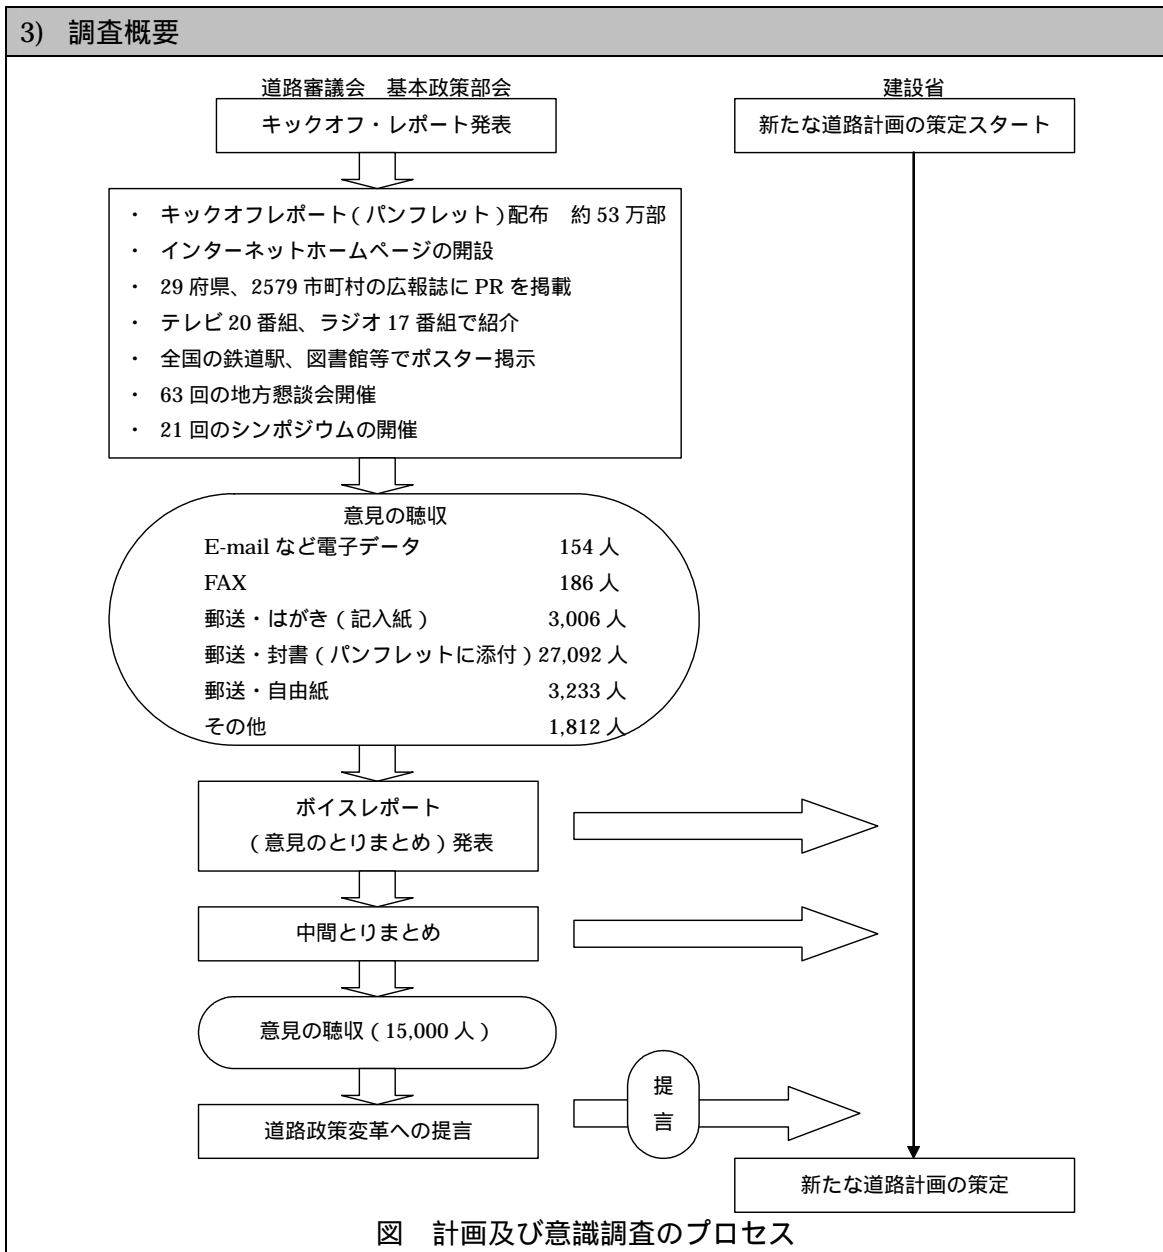 3) 調査概要
道路審議会 基本政策部会
キックオフ・レポート発表
建設省
新たな道路計画の策定スタート
・ キックオフレポート(パンフレット)配布 約 53 万部
・ インターネットホームページの開設
・ 29 府県、2579 市町村の広報誌に PR を掲載
・ テレビ 20 番組、ラジオ 17 番組で紹介
・ 全国の鉄道駅、図書館等でポスター掲示
・ 63 回の地方懇談会開催
・ 21 回のシンポジウムの開催
意見の聴収
E-mail など電子データ 154 人
FAX 186 人
郵送・はがき(記入紙) 3,006 人
郵送・封書(パンフレットに添付)27,092 人
郵送・自由紙 3,233 人
その他 1,812 人
ボイスレポート
(意見のとりまとめ)発表
中間とりまとめ
意見の聴収(15,000 人)
道路政策変革への提言
提
言
新たな道路計画の策定
図 計画及び意識調査のプロセス